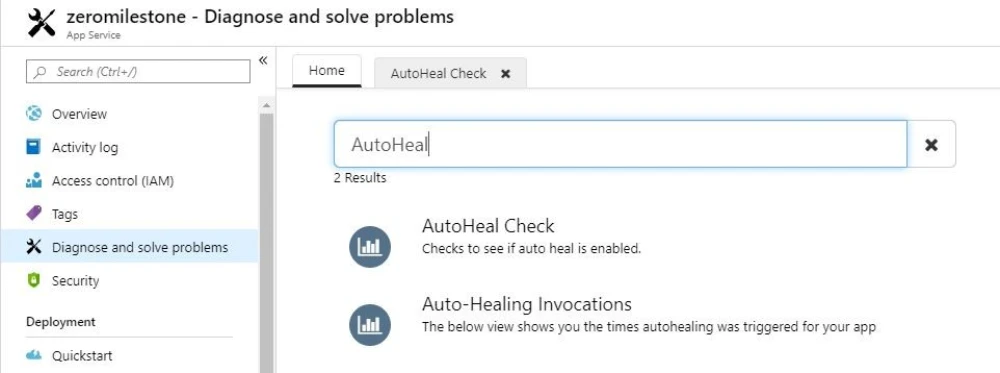 zeromilestone - Diagnose and solve problems
App Service
Search (Ctrl+/)
«
Overview
Activity log
Access control (IAM)
Tags
Diagnose and solve problems
Security
Deployment
Quickstart
Home
AutoHeal Check
AutoHeal
2 Results
AutoHeal Check
Checks to see if auto heal is enabled.
Auto-Healing Invocations
The below view shows you the times autohealing was triggered for your app